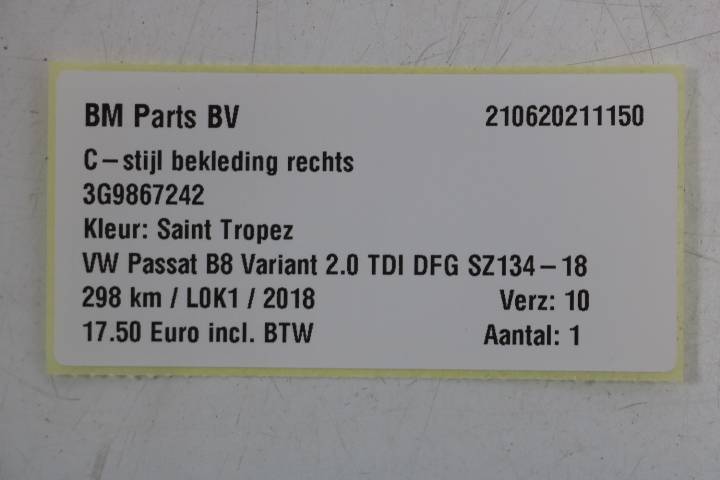 BM Parts BV 210620211150
C-stijl bekleding rechts
3G9867242
Kleur: Saint Tropez
VW Passat B8 Variant 2.0 TDI DFG SZ134-18
298 km / L0K1 / 2018 Verz: 10
17.50 Euro incl. BTW Aantal: 1